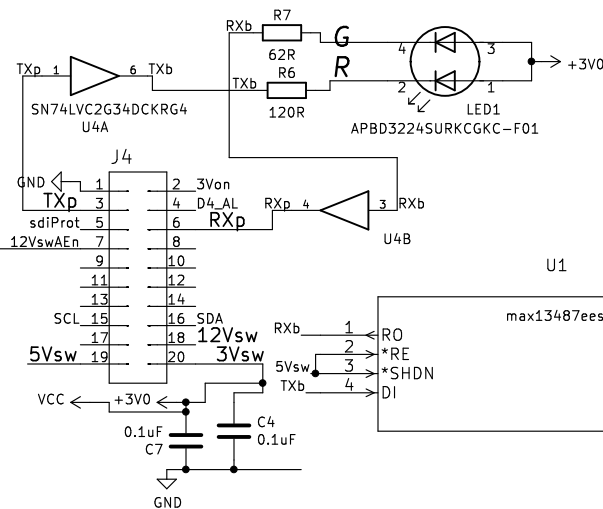 R7
RXb
G
62R
4
3
TXp
1
6
TXb
R6
R
+3V0
TXb
2
1
SN74LVC2G34DCKRG4
120R
LED1
U4A
APBD3224SURKCGKC-F01
J4
GND
1
2
3Von
TXp
3
4
D4_AL
RXp
4
3
RXb
sdiProt
5
6
RXp
12VswAEn
7
8
U4B
9
10
11
12
13
14
SCL
15
16
SDA
17
18
12Vsw
5Vsw
19
20
3Vsw
U1
max13487ees
RXb
1
RO
2
*RE
5Vsw
3
*SHDN
TXb
4
DI
VCC
+3V0
0.1uF
C7
C4
0.1uF
GND